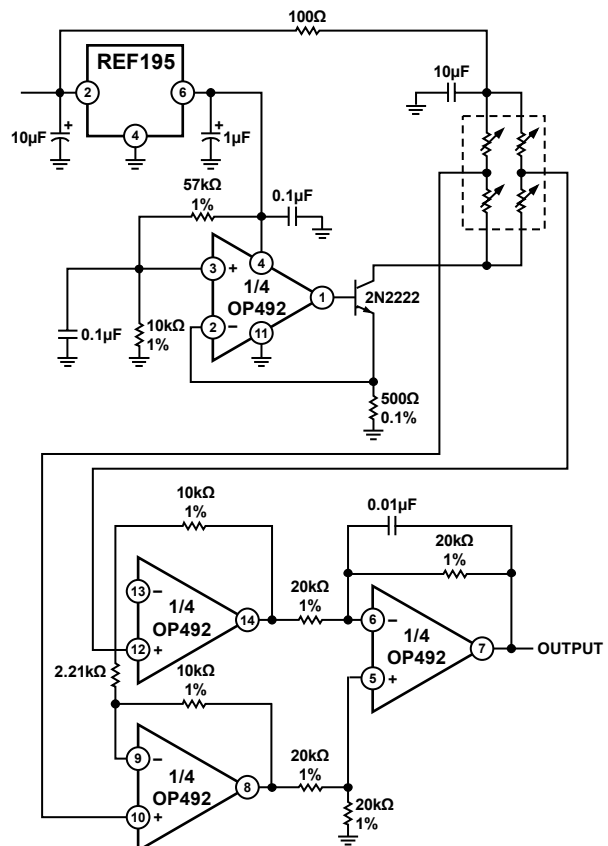 100Ω
REF195
2
6
4
10µF
+
10µF
+
1µF
57kΩ
1%
0.1µF
3
+
4
1/4
OP492
1
2N2222
2
−
11
0.1µF
10kΩ
1%
500Ω
0.1%
10kΩ
1%
0.01µF
20kΩ
1%
13
−
1/4
OP492
14
12
+
20kΩ
1%
6
−
1/4
OP492
7
OUTPUT
5
+
2.21kΩ
10kΩ
1%
9
−
1/4
OP492
8
10
+
20kΩ
1%
20kΩ
1%